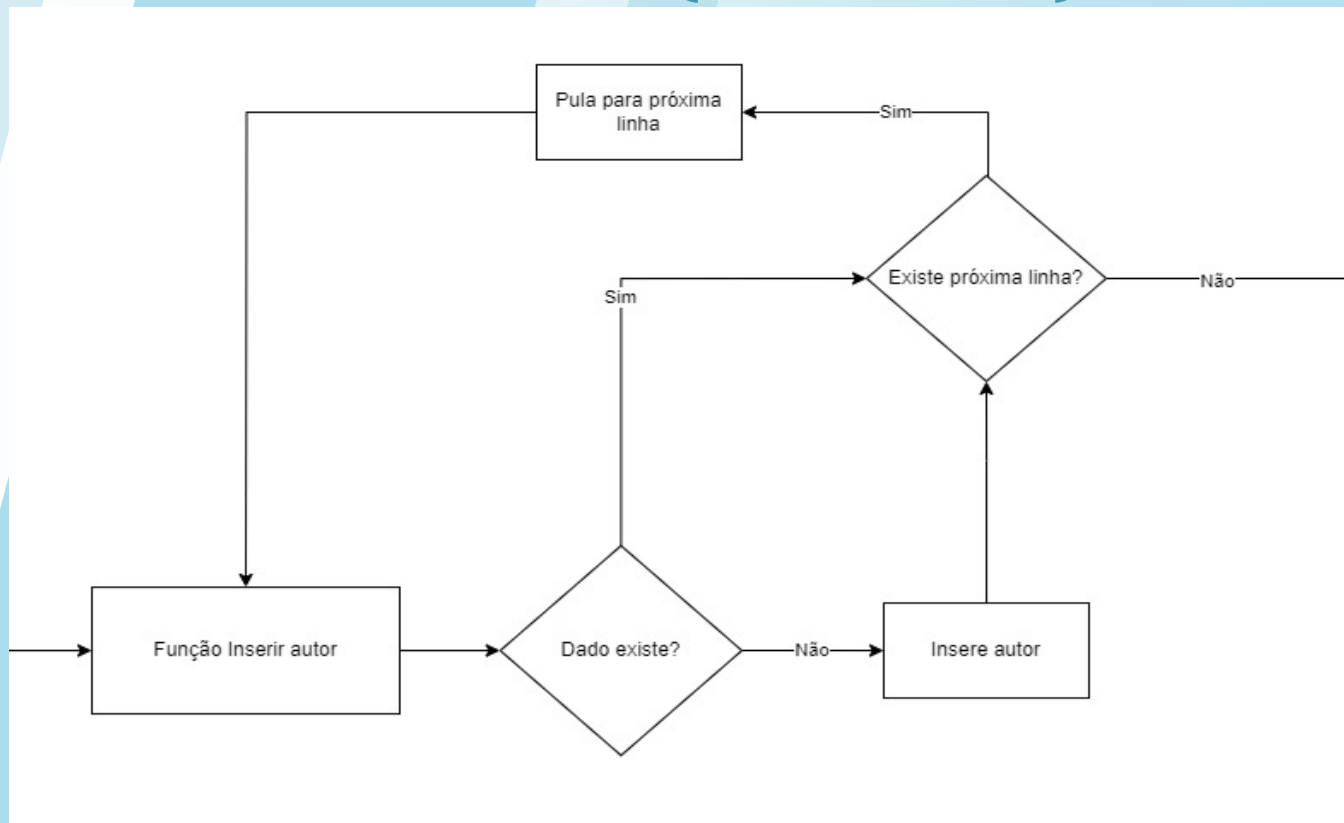 Pula para próxima
linha
Sim
Existe próxima linha?
Não
Sim
Função Inserir autor
Dado existe?
Não
Insere autor